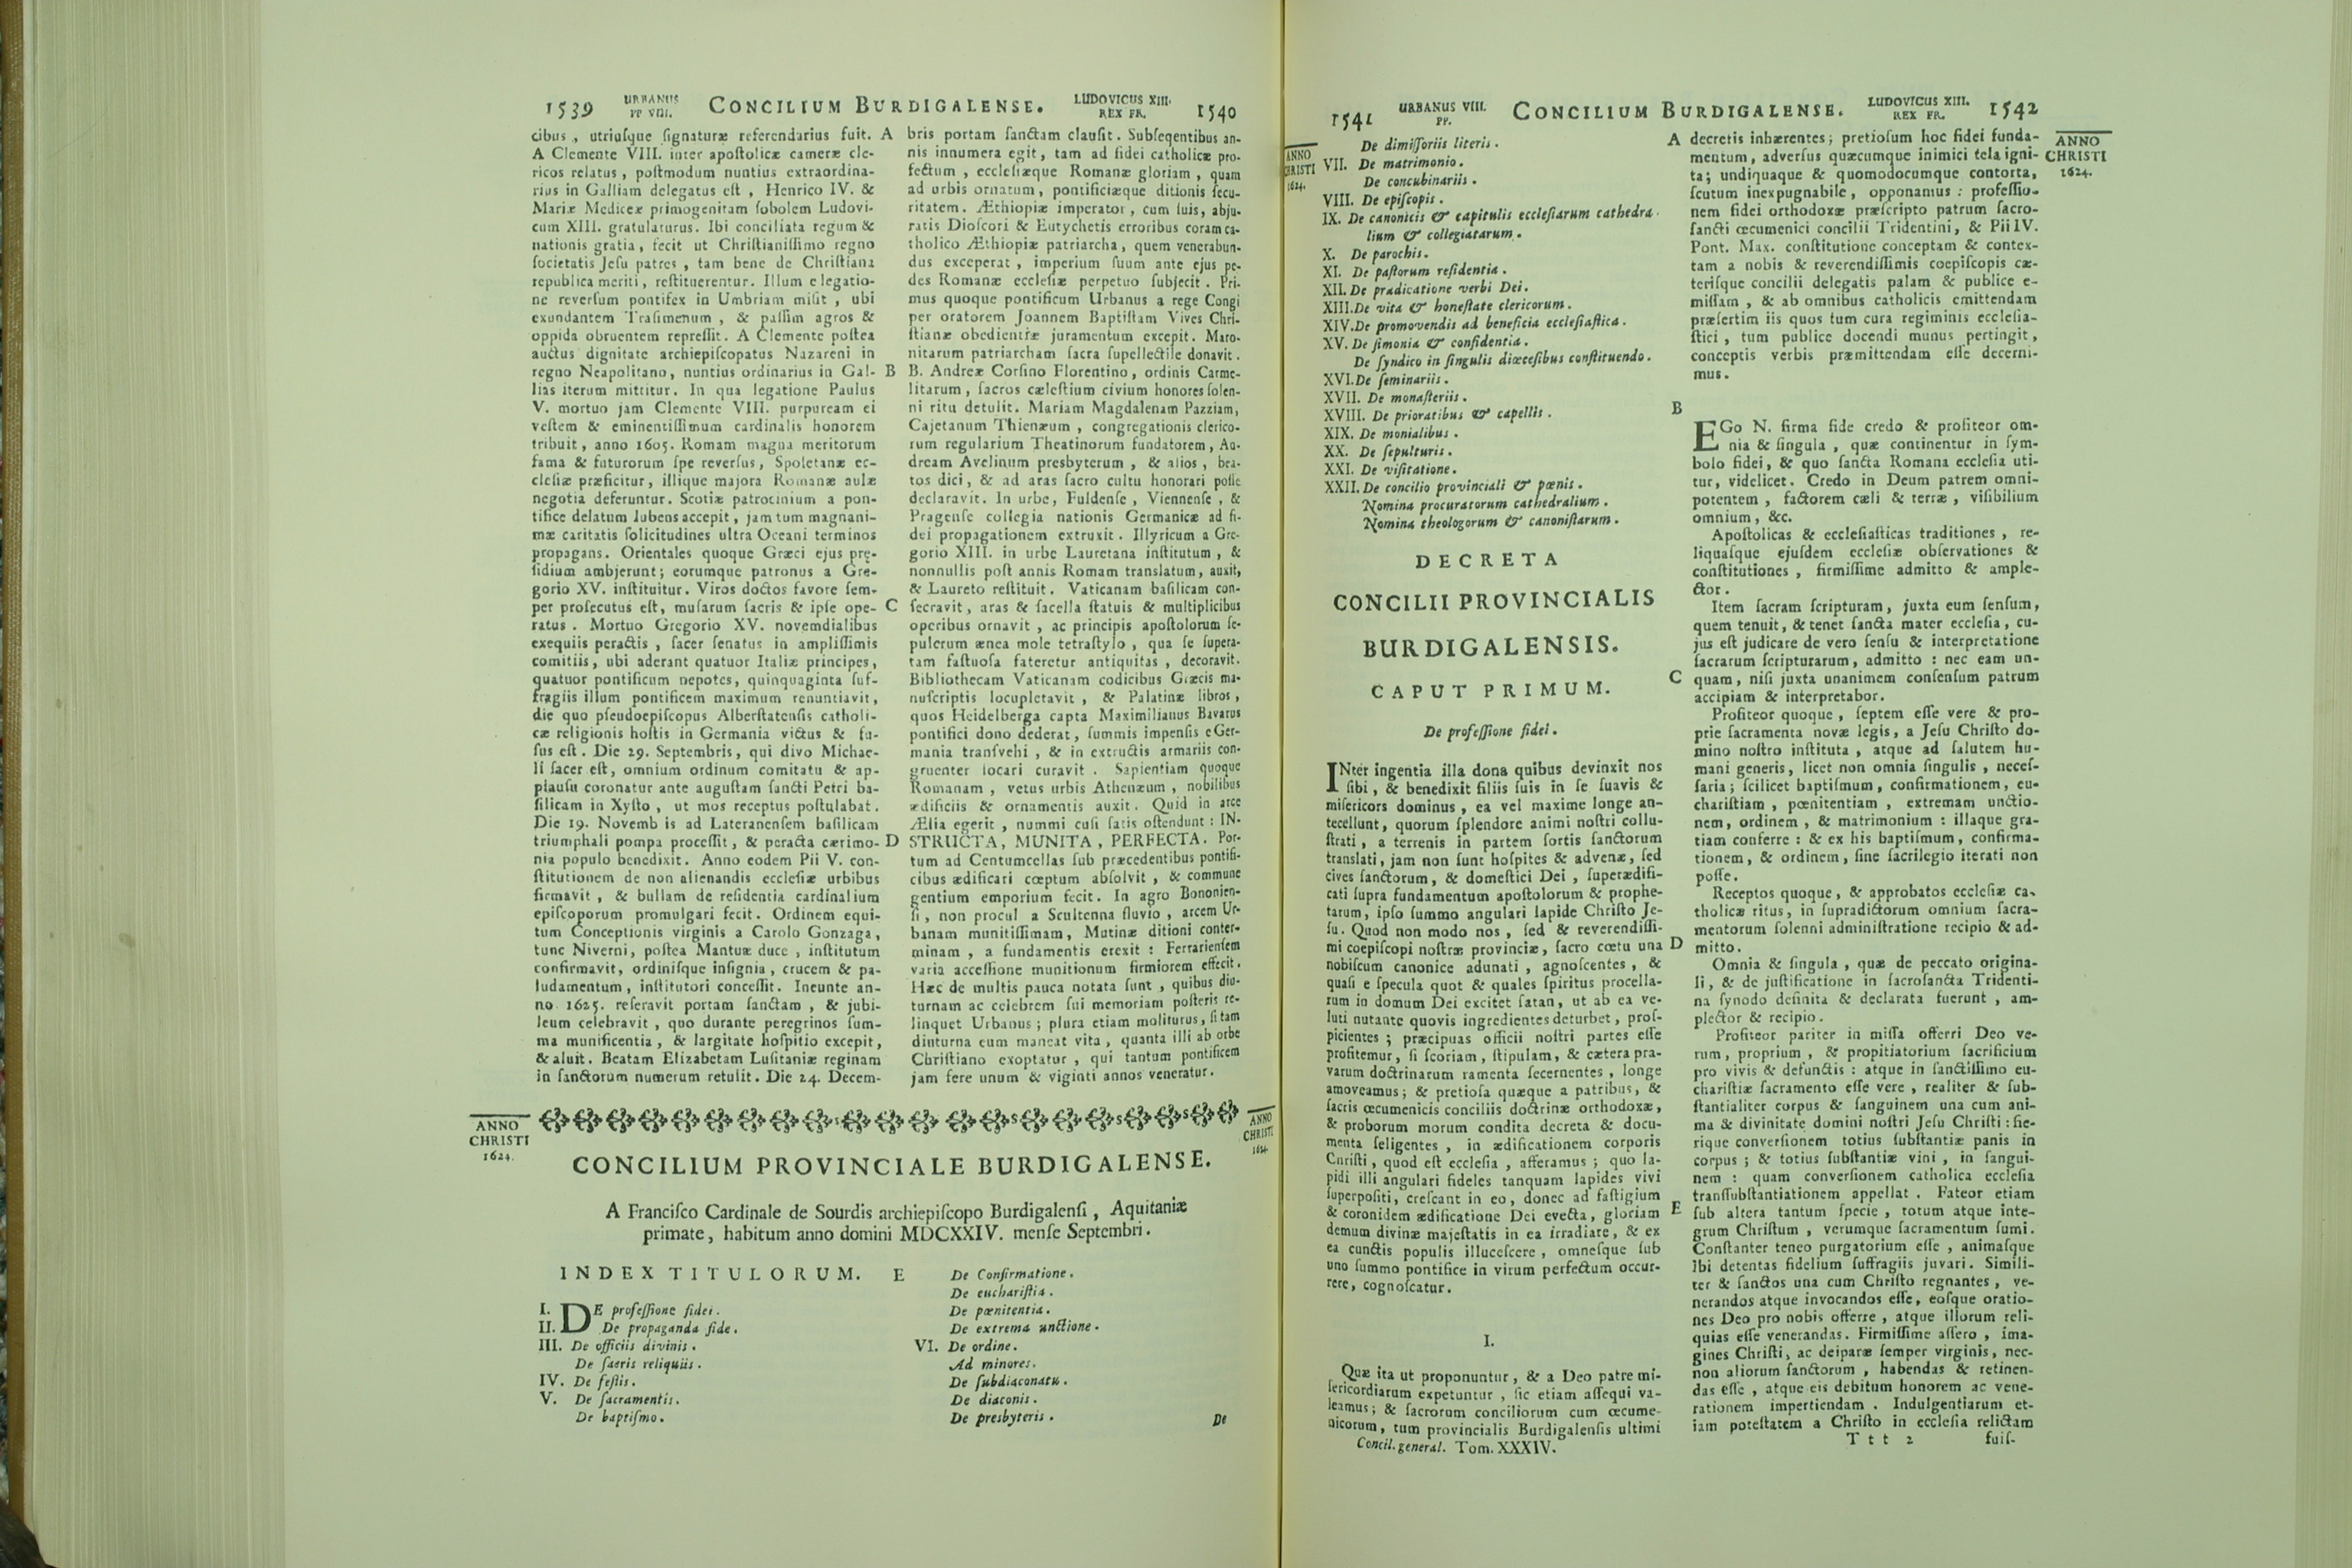 1539 URBANUS PP VIII. CONCILIUM BURDIGALENSE. LUDOVICUS XIII. REX FR. 1540
cibus, utriuſque ſignaturæ referendarius fuit.
A Clemente VIII. inter apoſtolicæ cameræ cle-
ricos relatus, poſtmodum nuntius extraordina-
rius in Galliam delegatus eſt, Henrico IV. &
Mariæ Mediceæ primogenitam ſobolem Ludovi-
cum XIII. gratulaturus. Ibi conciliata regum &
nationis gratia, fecit ut Chriſtianiſſimo regno
ſocietatis Jeſu patres, tam bene de Chriſtiana
republica meriti, reſtituerentur. Illum e legatio-
ne reverſum pontifex in Umbriam miſit, ubi
exundantem Traſimenum, & paſſim agros &
oppida obruentem repreſſit. A Clemente poſtea
auctus dignitate archiepiſcopatus Nazareni in
regno Neapolitano, nuntius ordinarius in Gal-
lias iterum mittitur. In qua legatione Paulus
V. mortuo jam Clemente VIII. purpuream ei
veſtem & eminentiſſimum cardinalis honorem
tribuit, anno 1605. Romam magna meritorum
fama & futurorum ſpe reverſus, Spoletanæ ec-
cleſiæ præficitur, illique majora Romanæ aulæ
negotia deferuntur. Scotiæ patrocinium a pon-
tifice delatum lubens accepit, jam tum magnani-
mæ caritatis ſolicitudines ultra Oceani terminos
propagans. Orientales quoque Græci ejus prę-
ſidium ambjerunt; eorumque patronus a Gre-
gorio XV. inſtituitur. Viros doctos favore ſem-
per proſecutus eſt, muſarum ſacris & ipſe ope-
ratus. Mortuo Gregorio XV. novemdialibus
exequiis peractis, ſacer ſenatus in ampliſſimis
comitiis, ubi aderant quatuor Italiæ principes,
quatuor pontificum nepotes, quinquaginta ſuf-
fragiis illum pontificem maximum renuntiavit,
die quo pſeudoepiſcopus Alberſtatenſis catholi-
cæ religionis hoſtis in Germania victus & fu-
ſus eſt. Die 29. Septembris, qui divo Michae-
li ſacer eſt, omnium ordinum comitatu & ap-
plauſu coronatur ante auguſtam ſancti Petri ba-
ſilicam in Xyſto, ut mos receptus poſtulabat.
Die 19. Novemb is ad Lateranenſem baſilicam
triumphali pompa proceſſit, & peracta cærimo-
nia populo benedixit. Anno eodem Pii V. con-
ſtitutionem de non alienandis eccleſiæ urbibus
firmavit, & bullam de reſidentia cardinalium
epiſcoporum promulgari fecit. Ordinem equi-
tum Conceptionis virginis a Carolo Gonzaga,
tunc Niverni, poſtea Mantuæ duce, inſtitutum
confirmavit, ordiniſque inſignia, crucem & pa-
ludamentum, inſtitutori conceſſit. Ineunte an-
no 1625. reſeravit portam ſanctam, & jubi-
leum celebravit, quo durante peregrinos ſum-
ma munificentia, & largitate hoſpitio excepit,
& aluit. Beatam Elizabetam Luſitaniæ reginam
in ſanctorum numerum retulit. Die 24. Decem-
A
B
C
D
bris portam ſanctam clauſit. Subſeqentibus an-
nis innumera egit, tam ad fidei catholicæ pro-
fectum, eccleſiæque Romanæ gloriam, quam
ad urbis ornatum, pontificiæque ditionis ſecu-
ritatem. Æthiopiæ imperator, cum ſuis, abju-
ratis Dioſcori & Eutychetis erroribus coram ca-
tholico Æthiopiæ patriarcha, quem venerabun-
dus exceperat, imperium ſuum ante ejus pe-
des Romanæ eccleſiæ perpetuo ſubjecit. Pri-
mus quoque pontificum Urbanus a rege Congi
per oratorem Joannem Baptiſtam Vives Chri-
ſtianæ obedientiæ juramentum excepit. Maro-
nitarum patriarcham ſacra ſupellectile donavit.
B. Andreæ Corſino Florentino, ordinis Carme-
litarum, ſacros cæleſtium civium honores ſolen-
ni ritu detulit. Mariam Magdalenam Pazziam,
Cajetanum Thienæum, congregationis clerico-
rum regularium Theatinorum fundatorem, An-
dream Avelinum presbyterum, & alios, bea-
tos dici, & ad aras ſacro cultu honorari poſſe
declaravit. In urbe, Fuldenſe, Viennenſe, &
Pragenſe collegia nationis Germanicæ ad fi-
dei propagationem extruxit. Illyricum a Gre-
gorio XIII. in urbe Lauretana inſtitutum, &
nonnullis poſt annis Romam translatum, auxit,
& Laureto reſtituit. Vaticanam baſilicam con-
ſecravit, aras & ſacella ſtatuis & multiplicibus
operibus ornavit, ac principis apoſtolorum ſe-
pulcrum ænea mole tetraſtylo, qua ſe ſupera-
tam faſtuoſa fateretur antiquitas, decoravit.
Bibliothecam Vaticanam codicibus Græcis ma-
nuſcriptis locupletavit, & Palatinæ libros,
quos Heidelberga capta Maximilianus Bavarus
pontifici dono dederat, ſummis impenſis e Ger-
mania tranſvehi, & in extructis armariis con-
gruenter locari curavit. Sapientiam quoque
Romanam, vetus urbis Athenæum, nobilibus
ædificiis & ornamentis auxit. Quid in arce
Ælia egerit, nummi cuſi ſatis oſtendunt: IN-
STRUCTA, MUNITA, PERFECTA. Por-
tum ad Centumcellas ſub præcedentibus pontifi-
cibus ædificari cœptum abſolvit, & commune
gentium emporium fecit. In agro Bononien-
ſi, non procul a Scultenna fluvio, arcem Ur-
banam munitiſſimam, Mutinæ ditioni conter-
minam, a fundamentis erexit: Ferrarienſem
varia acceſſione munitionum firmiorem effecit.
Hæc de multis pauca notata ſunt, quibus diu-
turnam ac celebrem ſui memoriam poſteris re-
linquet Urbanus; plura etiam moliturus, ſi tam
diuturna eum maneat vita, quanta illi ab orbe
Chriſtiano exoptatur, qui tantum pontificem
jam fere unum & viginti annos veneratur.
ANNO
CHRISTI
1624.
ANNO
CHRISTI
1624.
CONCILIUM PROVINCIALE BURDIGALENSE.
A Franciſco Cardinale de Sourdis archiepiſcopo Burdigalenſi, Aquitaniæ
primate, habitum anno domini MDCXXIV. menſe Septembri.
INDEX TITULORUM.
I. DE profeſſione fidei.
II. De propaganda fide.
III. De officiis divinis.
De ſacris reliquiis.
IV. De feſtis.
V. De ſacramentis.
De baptiſmo.
E
De Confirmatione.
De euchariſtia.
De pœnitentia.
De extrema unctione.
VI. De ordine.
Ad minores.
De ſubdiaconatu.
De diaconis.
De presbyteris.
De
1541 URBANUS VIII. PP. CONCILIUM BURDIGALENSE. LUDOVICUS XIII. REX FR. 1542
ANNO
CHRISTI
1624.
De dimiſſoriis literis.
VII. De matrimonio.
De concubinariis.
VIII. De epiſcopis.
IX. De canonicis & capitulis eccleſiarum cathedra-
lium & collegiatarum.
X. De parochis.
XI. De paſtorum reſidentia.
XII. De prædicatione verbi Dei.
XIII. De vita & honeſtate clericorum.
XIV. De promovendis ad beneficia eccleſiaſtica.
XV. De ſimonia & confidentia.
De ſyndico in ſingulis diœceſibus conſtituendo.
XVI. De ſeminariis.
XVII. De monaſteriis.
XVIII. De prioratibus & capellis.
XIX. De monialibus.
XX. De ſepulturis.
XXI. De viſitatione.
XXII. De concilio provinciali & pœnis.
Nomina procuratorum cathedralium.
Nomina theologorum & canoniſtarum.
DECRETA
CONCILII PROVINCIALIS
BURDIGALENSIS.
CAPUT PRIMUM.
De profeſſione fidei.
INter ingentia illa dona quibus devinxit nos
ſibi, & benedixit filiis ſuis in ſe ſuavis &
miſericors dominus, ea vel maxime longe an-
tecellunt, quorum ſplendore animi noſtri collu-
ſtrati, a terrenis in partem ſortis ſanctorum
translati, jam non ſunt hoſpites & advenæ, ſed
cives ſanctorum, & domeſtici Dei, ſuperædifi-
cati ſupra fundamentum apoſtolorum & prophe-
tarum, ipſo ſummo angulari lapide Chriſto Je-
ſu. Quod non modo nos, ſed & reverendiſſi-
mi coepiſcopi noſtræ provinciæ, ſacro cœtu una
nobiſcum canonice adunati, agnoſcentes, &
quaſi e ſpecula quot & quales ſpiritus procella-
rum in domum Dei excitet ſatan, ut ab ea ve-
luti nutante quovis ingredientes deturbet, proſ-
picientes; præcipuas officii noſtri partes eſſe
profitemur, ſi ſcoriam, ſtipulam, & cætera pra-
varum doctrinarum ramenta ſecernentes, longe
amoveamus; & pretioſa quæque a patribus, &
ſacris œcumenicis conciliis doctrinæ orthodoxæ,
& proborum morum condita decreta & docu-
menta ſeligentes, in ædificationem corporis
Chriſti, quod eſt eccleſia, afferamus; quo la-
pidi illi angulari fideles tanquam lapides vivi
ſuperpoſiti, creſcant in eo, donec ad faſtigium
& coronidem ædificatione Dei evecta, gloriam
demum divinæ majeſtatis in ea irradiare, & ex
ea cunctis populis illuceſcere, omneſque ſub
uno ſummo pontifice in virum perfectum occur-
rere, cognoſcatur.
I.
Quæ ita ut proponuntur, & a Deo patre mi-
ſericordiarum expetuntur, ſic etiam aſſequi va-
leamus; & ſacrorum conciliorum cum œcume-
nicorum, tum provincialis Burdigalenſis ultimi
Concil. general. Tom. XXXIV.
A
B
C
D
E
decretis inhærentes; pretioſum hoc fidei funda-
mentum, adverſus quæcumque inimici tela igni-
ta; undiquaque & quomodocumque contorta,
ſcutum inexpugnabile, opponamus: profeſſio-
nem fidei orthodoxæ præſcripto patrum ſacro-
ſancti œcumenici concilii Tridentini, & Pii IV.
Pont. Max. conſtitutione conceptam & contex-
tam a nobis & reverendiſſimis coepiſcopis cæ-
teriſque concilii delegatis palam & publice e-
miſſam, & ab omnibus catholicis emittendam
præſertim iis quos tum cura regiminis eccleſia-
ſtici, tum publice docendi munus pertingit,
conceptis verbis præmittendam eſſe decerni-
mus.
EGo N. firma fide credo & profiteor om-
nia & ſingula, quæ continentur in ſym-
bolo fidei, & quo ſancta Romana eccleſia uti-
tur, videlicet. Credo in Deum patrem omni-
potentem, factorem cæli & terræ, viſibilium
omnium, &c.
Apoſtolicas & eccleſiaſticas traditiones, re-
liquaſque ejuſdem eccleſiæ obſervationes &
conſtitutiones, firmiſſime admitto & ample-
ctor.
Item ſacram ſcripturam, juxta eum ſenſum,
quem tenuit, & tenet ſancta mater eccleſia, cu-
jus eſt judicare de vero ſenſu & interpretatione
ſacrarum ſcripturarum, admitto: nec eam un-
quam, niſi juxta unanimem conſenſum patrum
accipiam & interpretabor.
Profiteor quoque, ſeptem eſſe vere & pro-
prie ſacramenta novæ legis, a Jeſu Chriſto do-
mino noſtro inſtituta, atque ad ſalutem hu-
mani generis, licet non omnia ſingulis, neceſ-
ſaria; ſcilicet baptiſmum, confirmationem, eu-
chariſtiam, pœnitentiam, extremam unctio-
nem, ordinem, & matrimonium: illaque gra-
tiam conferre: & ex his baptiſmum, confirma-
tionem, & ordinem, ſine ſacrilegio iterati non
poſſe.
Receptos quoque, & approbatos eccleſiæ ca-
tholicæ ritus, in ſupradictorum omnium ſacra-
mentorum ſolenni adminiſtratione recipio & ad-
mitto.
Omnia & ſingula, quæ de peccato origina-
li, & de juſtificatione in ſacroſancta Tridenti-
na ſynodo definita & declarata fuerunt, am-
plector & recipio.
Profiteor pariter in miſſa offerri Deo ve-
rum, proprium, & propitiatorium ſacrificium
pro vivis & defunctis: atque in ſanctiſſimo eu-
chariſtiæ ſacramento eſſe vere, realiter & ſub-
ſtantialiter corpus & ſanguinem una cum ani-
ma & divinitate domini noſtri Jeſu Chriſti: fie-
rique converſionem totius ſubſtantiæ panis in
corpus; & totius ſubſtantiæ vini, in ſangui-
nem: quam converſionem catholica eccleſia
tranſſubſtantiationem appellat. Fateor etiam
ſub altera tantum ſpecie, totum atque inte-
grum Chriſtum, verumque ſacramentum ſumi.
Conſtanter teneo purgatorium eſſe, animaſque
ibi detentas fidelium ſuffragiis juvari. Simili-
ter & ſanctos una cum Chriſto regnantes, ve-
nerandos atque invocandos eſſe, eoſque oratio-
nes Deo pro nobis offerre, atque illorum reli-
quias eſſe venerandas. Firmiſſime aſſero, ima-
gines Chriſti, ac deiparæ ſemper virginis, nec-
non aliorum ſanctorum, habendas & retinen-
das eſſe, atque eis debitum honorem ac vene-
rationem impertiendam. Indulgentiarum et-
iam poteſtatem a Chriſto in eccleſia relictam
Ttt 2 fuiſ-
ANNO
CHRISTI
1624.